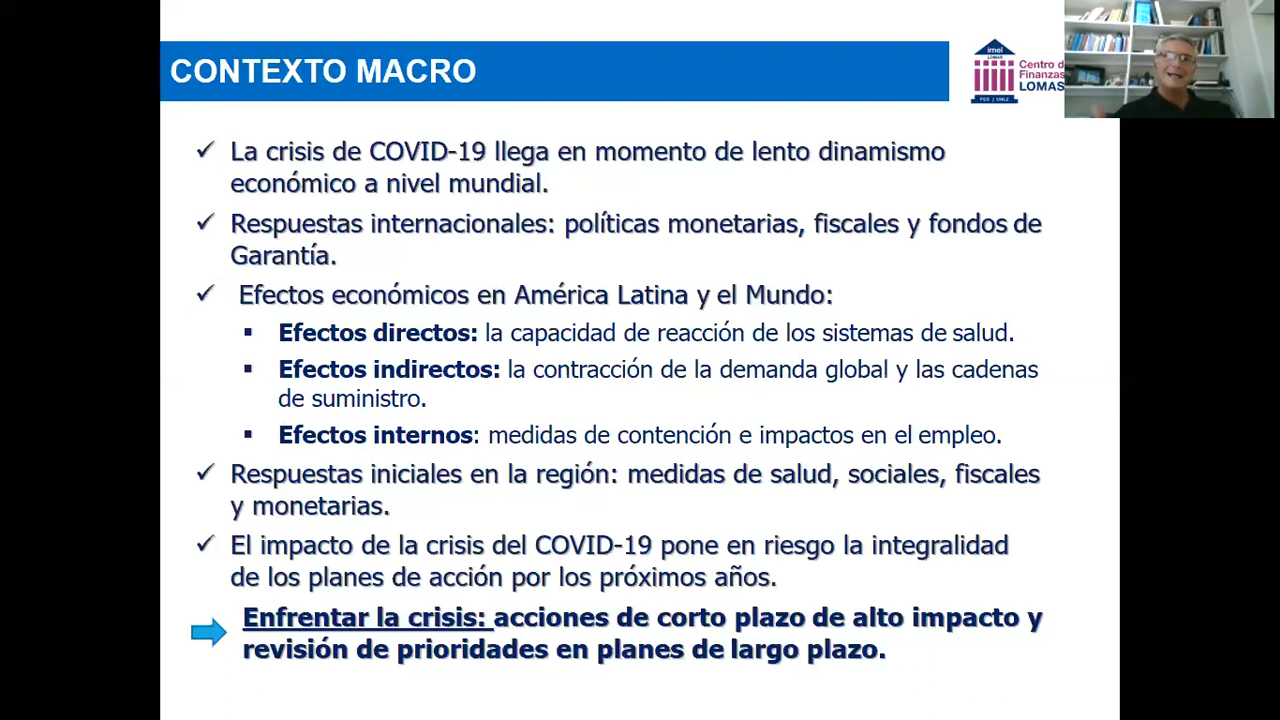 CONTEXTO MACRO
imel
LOMAS
Centro d
Finanzas
LOMAS
FCE | UNLZ
✓ La crisis de COVID-19 llega en momento de lento dinamismo
económico a nivel mundial.
✓ Respuestas internacionales: políticas monetarias, fiscales y fondos de
Garantía.
✓ Efectos económicos en América Latina y el Mundo:
▪ Efectos directos: la capacidad de reacción de los sistemas de salud.
▪ Efectos indirectos: la contracción de la demanda global y las cadenas
de suministro.
▪ Efectos internos: medidas de contención e impactos en el empleo.
✓ Respuestas iniciales en la región: medidas de salud, sociales, fiscales
y monetarias.
✓ El impacto de la crisis del COVID-19 pone en riesgo la integralidad
de los planes de acción por los próximos años.
Enfrentar la crisis: acciones de corto plazo de alto impacto y
revisión de prioridades en planes de largo plazo.